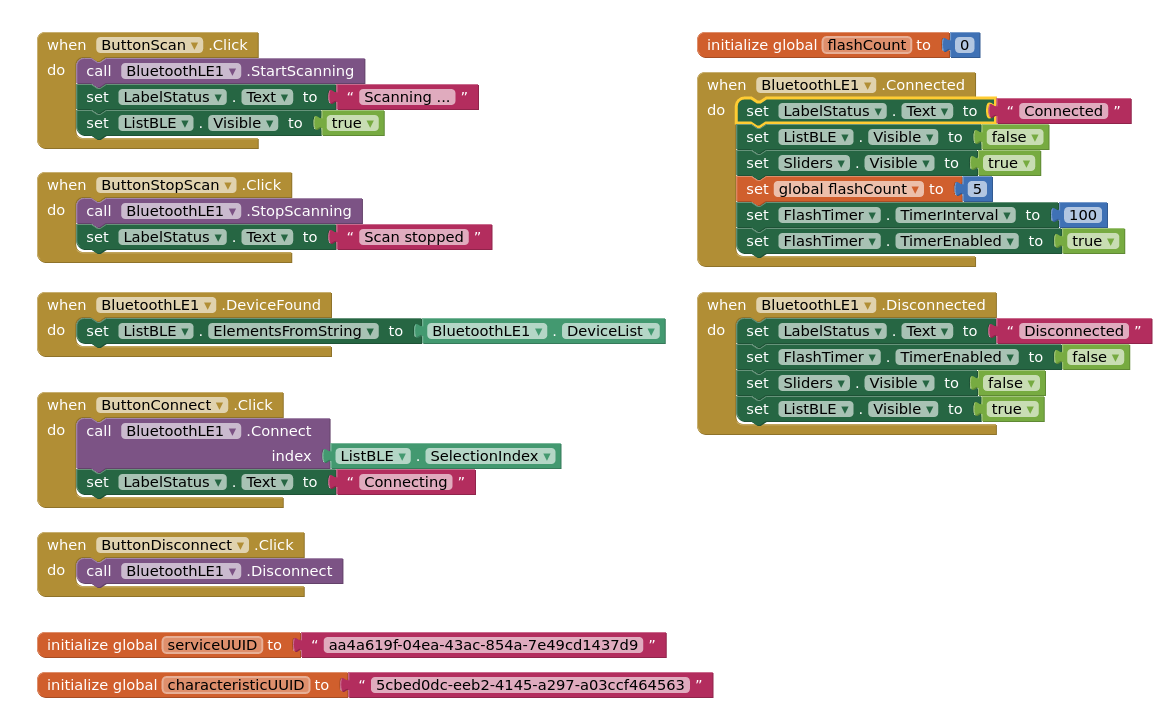 when ButtonScan .Click
do call BluetoothLE1 .StartScanning
set LabelStatus . Text to “ Scanning ... ”
set ListBLE . Visible to true
when ButtonStopScan .Click
do call BluetoothLE1 .StopScanning
set LabelStatus . Text to “ Scan stopped ”
when BluetoothLE1 .DeviceFound
do set ListBLE . ElementsFromString to BluetoothLE1 . DeviceList
when ButtonConnect .Click
do call BluetoothLE1 .Connect
index ListBLE . SelectionIndex
set LabelStatus . Text to “ Connecting ”
when ButtonDisconnect .Click
do call BluetoothLE1 .Disconnect
initialize global serviceUUID to “ aa4a619f-04ea-43ac-854a-7e49cd1437d9 ”
initialize global characteristicUUID to “ 5cbed0dc-eeb2-4145-a297-a03ccf464563 ”
initialize global flashCount to 0
when BluetoothLE1 .Connected
do set LabelStatus . Text to “ Connected ”
set ListBLE . Visible to false
set Sliders . Visible to true
set global flashCount to 5
set FlashTimer . TimerInterval to 100
set FlashTimer . TimerEnabled to true
when BluetoothLE1 .Disconnected
do set LabelStatus . Text to “ Disconnected ”
set FlashTimer . TimerEnabled to false
set Sliders . Visible to false
set ListBLE . Visible to true